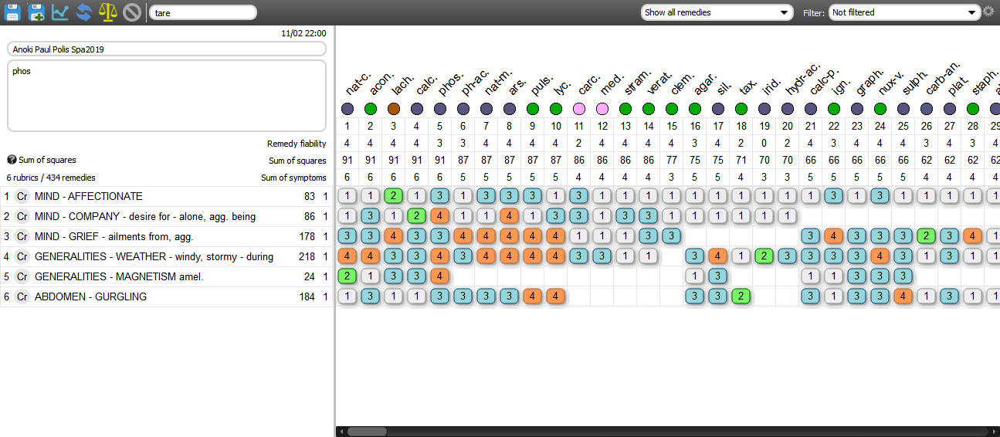 tare
Show all remedies
Filter: Not filtered
11/02 22:00
Anoki Paul Polis Spa2019
phos
nat-c. acon. lach. calc. phos. ph-ac. nat-m. ars. puls. lyc. carc. med. stram. verat. clem. agar. sil. tax. irid. hydr-ac. calc-p. ign. graph. nux-v. sulph. carb-an. plat. staph.
1 2 3 4 5 6 7 8 9 10 11 12 13 14 15 16 17 18 19 20 21 22 23 24 25 26 27 28 29
Remedy fiability 4 4 4 4 3 3 4 4 4 4 2 4 4 4 4 3 4 2 0 2 4 3 4 4 4 3 4 3 4
? Sum of squares Sum of squares 91 91 91 91 91 87 87 87 87 87 86 86 86 86 77 75 75 71 70 70 66 66 66 66 66 62 62 62 62
6 rubrics / 434 remedies Sum of symptoms 6 6 6 6 6 5 5 5 5 5 4 4 4 4 3 5 5 4 3 3 5 5 5 5 5 4 4 4 4
1 Cr MIND - AFFECTIONATE 83 1 1 1 2 1 3 1 3 3 3 1 3 1 1 1 1 1 1 1 1 1 1 3 1 3 1 1 1 1 1
2 Cr MIND - COMPANY - desire for - alone, agg. being 86 1 1 3 1 2 4 1 1 4 1 3 3 1 3 3 1 1 1 1 1 1
3 Cr MIND - GRIEF - ailments from, agg. 178 1 3 3 4 3 3 4 4 4 4 4 1 1 1 3 3 3 4 3 3 3 2 3 4 1
4 Cr GENERALITIES - WEATHER - windy, stormy - during 218 1 4 4 3 3 4 3 4 4 4 4 3 3 1 1 3 4 1 2 3 3 3 3 4 3 1 3 1 1
5 Cr GENERALITIES - MAGNETISM amel. 24 1 2 1 3 3 4 1 3 1 1 3 3 3
6 Cr ABDOMEN - GURGLING 184 1 1 3 1 1 3 3 3 3 4 4 3 3 2 3 1 3 3 4 1 3 1 1